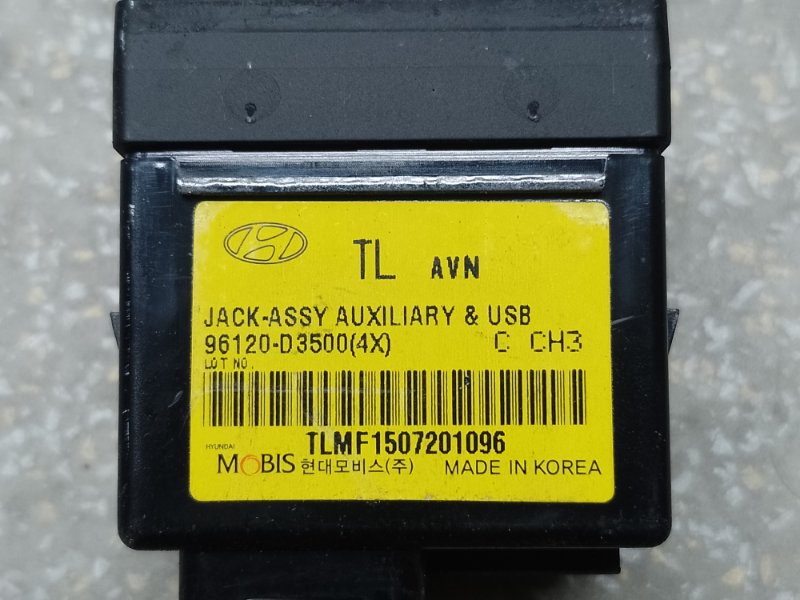 TL AVN
JACK-ASSY AUXILIARY & USB
96120-D3500(4X) C CH3
LOT NO.
TLMF1507201096
HYUNDAI
MOBIS 현대모비스(주) MADE IN KOREA